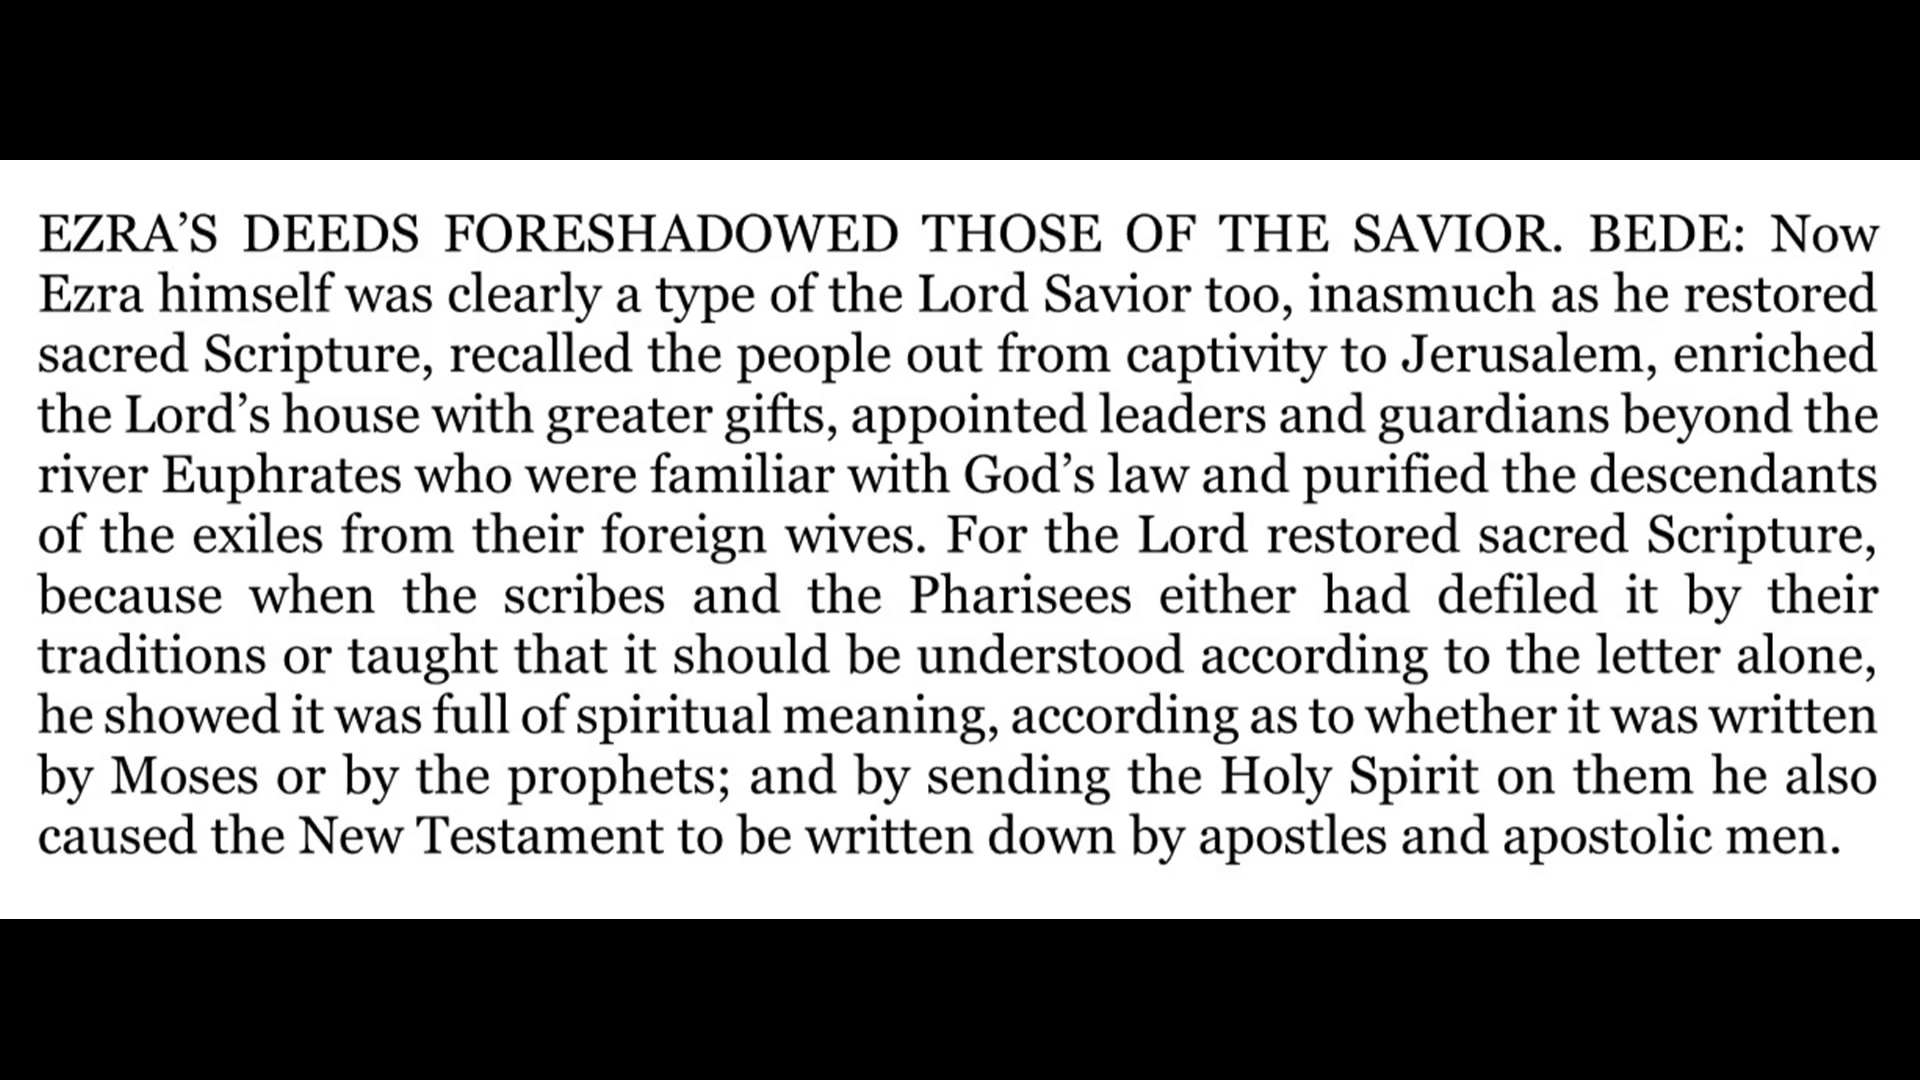 EZRA’S DEEDS FORESHADOWED THOSE OF THE SAVIOR. BEDE: Now
Ezra himself was clearly a type of the Lord Savior too, inasmuch as he restored
sacred Scripture, recalled the people out from captivity to Jerusalem, enriched
the Lord’s house with greater gifts, appointed leaders and guardians beyond the
river Euphrates who were familiar with God’s law and purified the descendants
of the exiles from their foreign wives. For the Lord restored sacred Scripture,
because when the scribes and the Pharisees either had defiled it by their
traditions or taught that it should be understood according to the letter alone,
he showed it was full of spiritual meaning, according as to whether it was written
by Moses or by the prophets; and by sending the Holy Spirit on them he also
caused the New Testament to be written down by apostles and apostolic men.